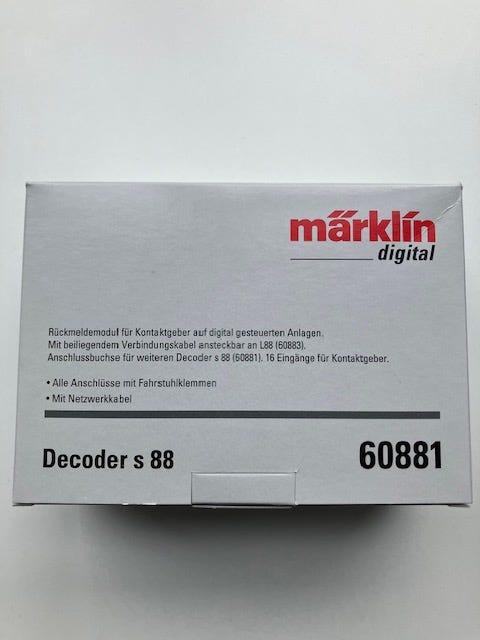 märklín
digital
Rückmeldemodul für Kontaktgeber auf digital gesteuerten Anlagen.
Mit beiliegendem Verbindungskabel ansteckbar an L88 (60883).
Anschlussbuchse für weiteren Decoder s 88 (60881). 16 Eingänge für Kontaktgeber.
• Alle Anschlüsse mit Fahrstuhlklemmen
• Mit Netzwerkkabel
Decoder s 88 60881